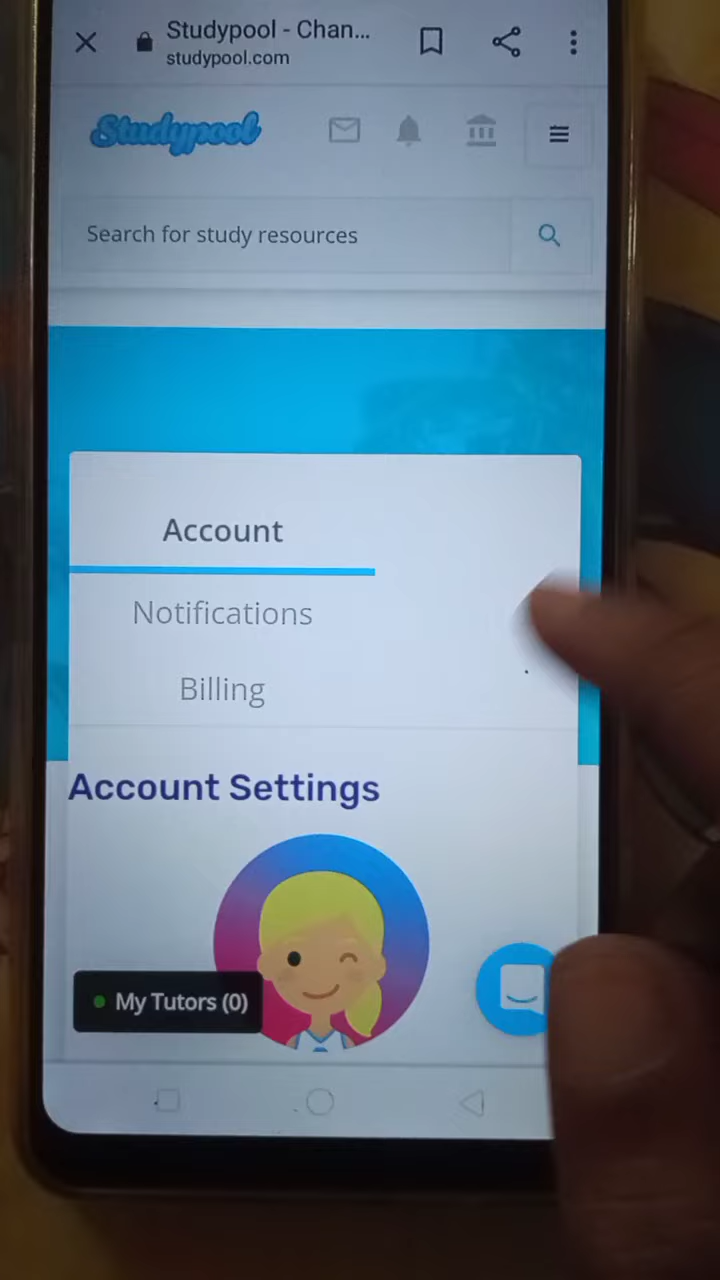 Studypool - Chan...
studypool.com
Studypool
Search for study resources
Account
Notifications
Billing
Account Settings
My Tutors (0)